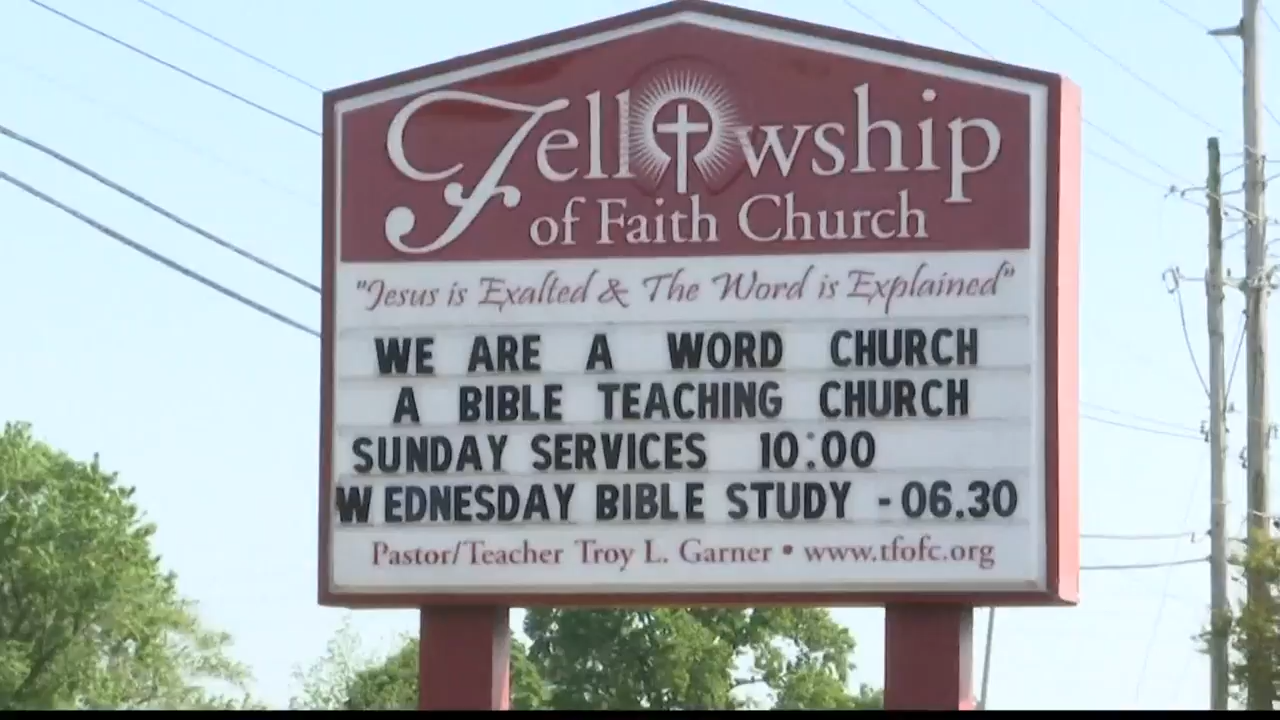 Fellowship
of Faith Church
"Jesus is Exalted & The Word is Explained"
WE ARE A WORD CHURCH
A BIBLE TEACHING CHURCH
SUNDAY SERVICES 10:00
WEDNESDAY BIBLE STUDY - 06.30
Pastor/Teacher Troy L. Garner • www.tfofc.org